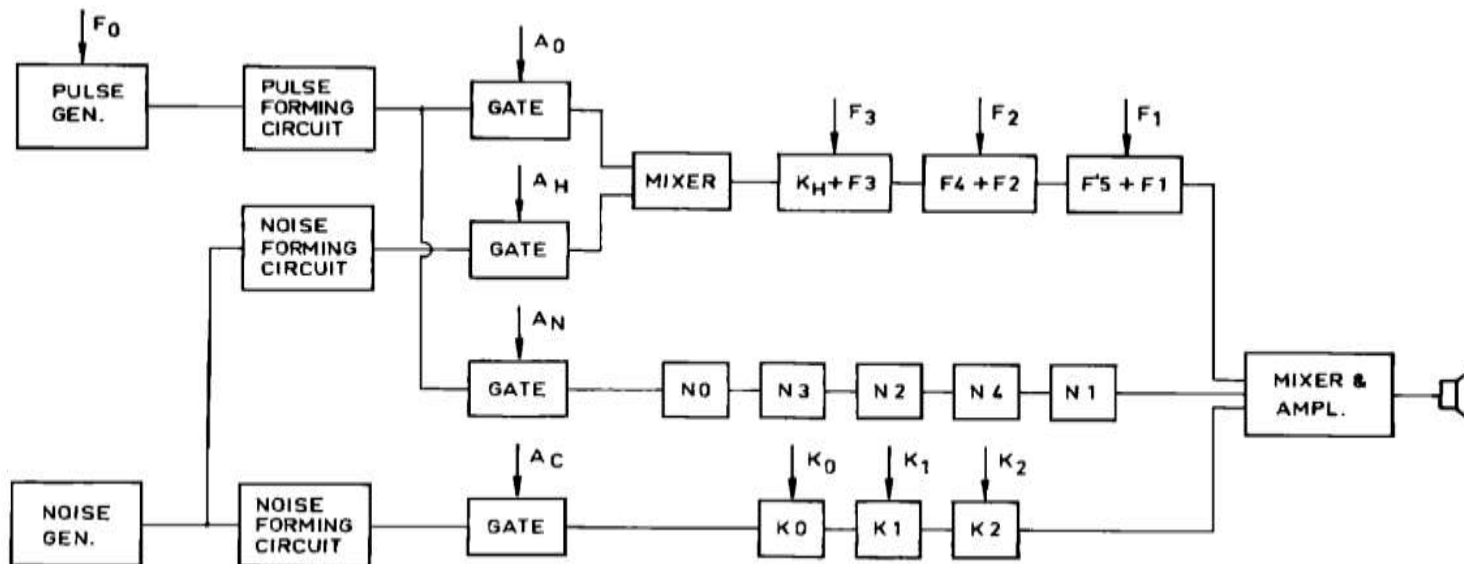 F0
PULSE
GEN.
PULSE
FORMING
CIRCUIT
A0
GATE
AH
GATE
NOISE
FORMING
CIRCUIT
MIXER
F3
KH+F3
F2
F4+F2
F1
F'5+F1
AN
GATE
N0
N3
N2
N4
N1
MIXER &
AMPL.
NOISE
GEN.
NOISE
FORMING
CIRCUIT
AC
GATE
K0
K0
K1
K1
K2
K2